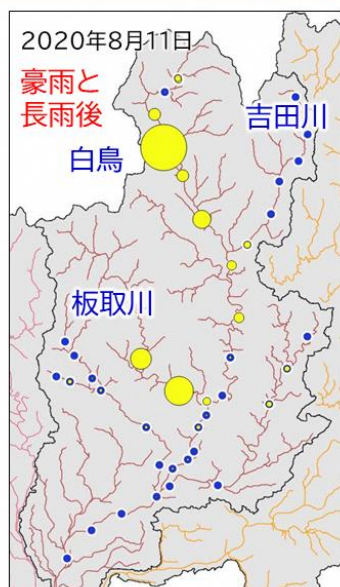 2020年8月11日
豪雨と
長雨後
吉田川
白鳥
板取川